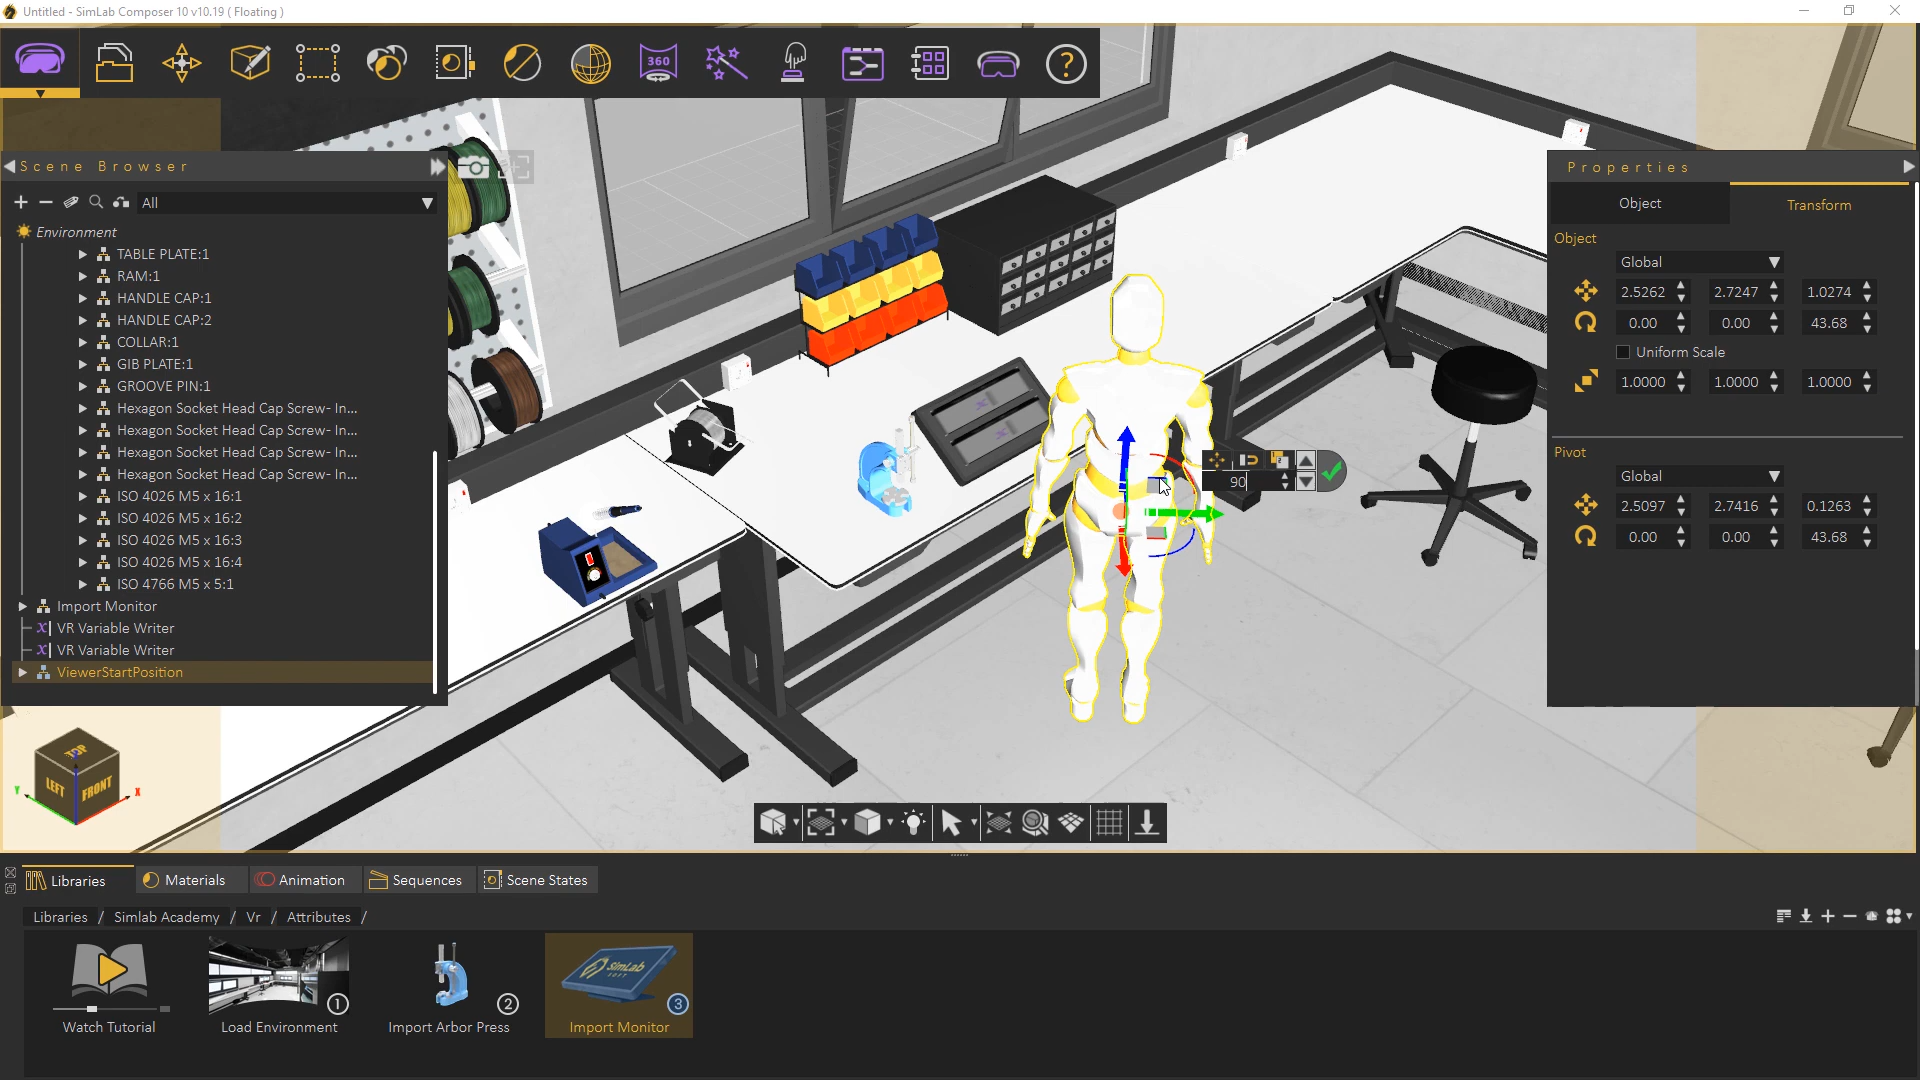 Untitled - SimLab Composer 10 v10.19 ( Floating )
360
?
Scene Browser
All
Environment
TABLE PLATE:1
RAM:1
HANDLE CAP:1
HANDLE CAP:2
COLLAR:1
GIB PLATE:1
GROOVE PIN:1
Hexagon Socket Head Cap Screw- In...
Hexagon Socket Head Cap Screw- In...
Hexagon Socket Head Cap Screw- In...
Hexagon Socket Head Cap Screw- In...
ISO 4026 M5 x 16:1
ISO 4026 M5 x 16:2
ISO 4026 M5 x 16:3
ISO 4026 M5 x 16:4
ISO 4766 M5 x 5:1
Import Monitor
VR Variable Writer
VR Variable Writer
ViewerStartPosition
TOP
LEFT
FRONT
Y
X
90
Properties
Object
Transform
Object
Global
2.5262 2.7247 1.0274
0.00 0.00 43.68
Uniform Scale
1.0000 1.0000 1.0000
Pivot
Global
2.5097 2.7416 0.1263
0.00 0.00 43.68
Libraries
Materials
Animation
Sequences
Scene States
Libraries / Simlab Academy / Vr / Attributes /
Watch Tutorial
1
Load Environment
2
Import Arbor Press
SimLab
SOFT
3
Import Monitor